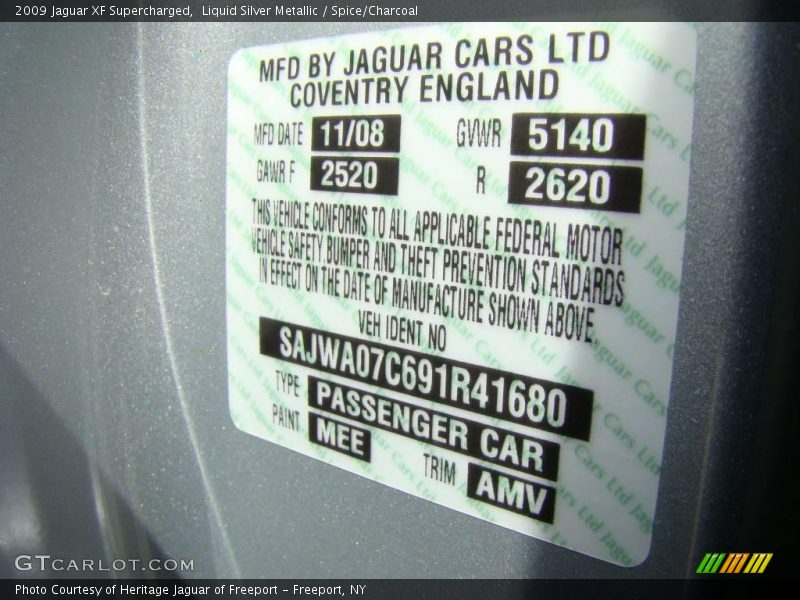 2009 Jaguar XF Supercharged,  Liquid Silver Metallic / Spice/Charcoal
MFD BY JAGUAR CARS LTD
COVENTRY ENGLAND
MFD DATE 11/08 GVWR 5140
GAWR F 2520 R 2620
THIS VEHICLE CONFORMS TO ALL APPLICABLE FEDERAL MOTOR
VEHICLE SAFETY BUMPER AND THEFT PREVENTION STANDARDS
IN EFFECT ON THE DATE OF MANUFACTURE SHOWN ABOVE.
VEH IDENT NO
SAJWA07C691R41680
TYPE PASSENGER CAR
PAINT MEE TRIM AMV
GTCARLOT.COM
Photo Courtesy of Heritage Jaguar of Freeport – Freeport, NY